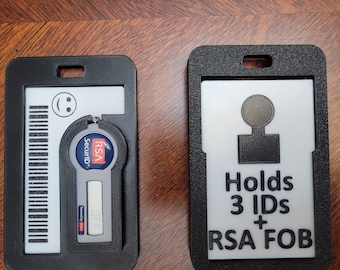 RSA
SecurID
Holds
3 IDs
+
RSA FOB